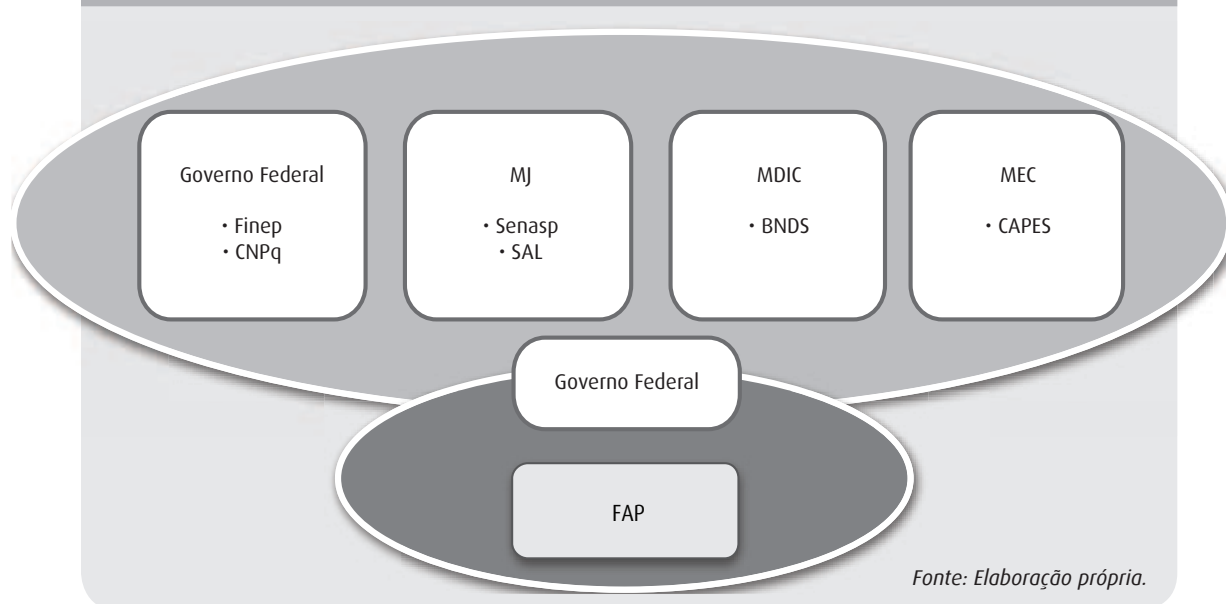 Governo Federal
• Finep
• CNPq
MJ
• Senasp
• SAL
MDIC
• BNDS
MEC
• CAPES
Governo Federal
FAP
Fonte: Elaboração própria.